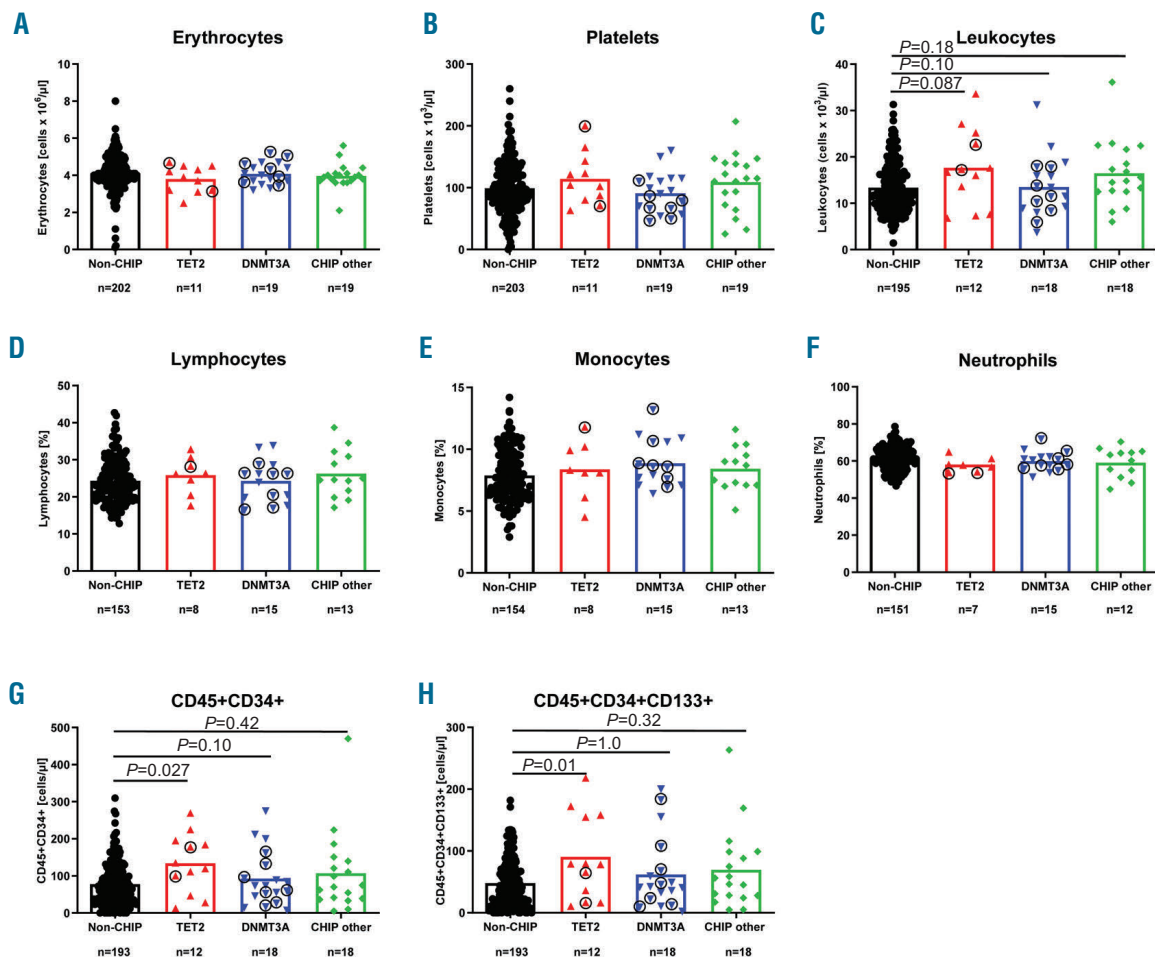 A
Erythrocytes
Erythrocytes [cells x 10⁶/µl]
10
8
6
4
2
0
Non-CHIP TET2 DNMT3A CHIP other
n=202 n=11 n=19 n=19
B
Platelets
Platelets [cells x 10³/µl]
300
200
100
0
Non-CHIP TET2 DNMT3A CHIP other
n=203 n=11 n=19 n=19
C
Leukocytes
P=0.18
P=0.10
P=0.087
Leukocytes (cells x 10³/µl)
40
30
20
10
0
Non-CHIP TET2 DNMT3A CHIP other
n=195 n=12 n=18 n=18
D
Lymphocytes
Lymphocytes [%]
50
40
30
20
10
0
Non-CHIP TET2 DNMT3A CHIP other
n=153 n=8 n=15 n=13
E
Monocytes
Monocytes [%]
15
10
5
0
Non-CHIP TET2 DNMT3A CHIP other
n=154 n=8 n=15 n=13
F
Neutrophils
Neutrophils [%]
100
80
60
40
20
0
Non-CHIP TET2 DNMT3A CHIP other
n=151 n=7 n=15 n=12
G
CD45+CD34+
P=0.42
P=0.10
P=0.027
CD45+CD34+ [cells/µl]
500
400
300
200
100
0
Non-CHIP TET2 DNMT3A CHIP other
n=193 n=12 n=18 n=18
H
CD45+CD34+CD133+
P=0.32
P=1.0
P=0.01
CD45+CD34+CD133+ [cells/µl]
300
200
100
0
Non-CHIP TET2 DNMT3A CHIP other
n=193 n=12 n=18 n=18